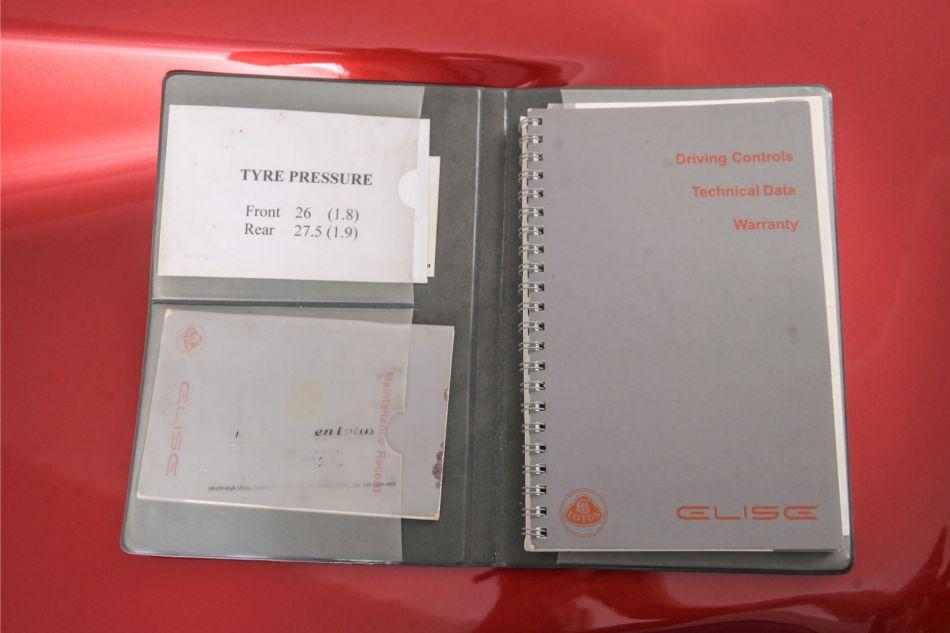 TYRE PRESSURE
Front 26 (1.8)
Rear 27.5 (1.9)
LOTUS
ELISE
Maintenance Record
Driving Controls
Technical Data
Warranty
LOTUS
ELISE